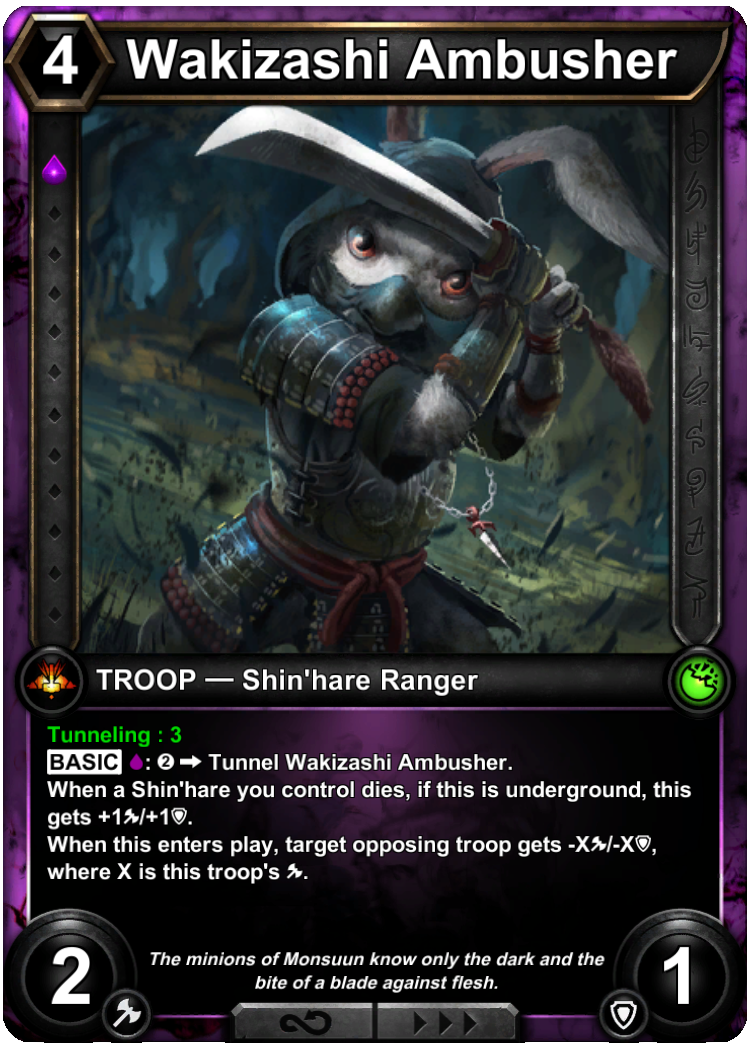 4 Wakizashi Ambusher
TROOP — Shin'hare Ranger
Tunneling : 3
BASIC : ❷ ➡ Tunnel Wakizashi Ambusher.
When a Shin'hare you control dies, if this is underground, this
gets +1/+1.
When this enters play, target opposing troop gets -X/-X,
where X is this troop's .
The minions of Monsuun know only the dark and the
bite of a blade against flesh.
2 1